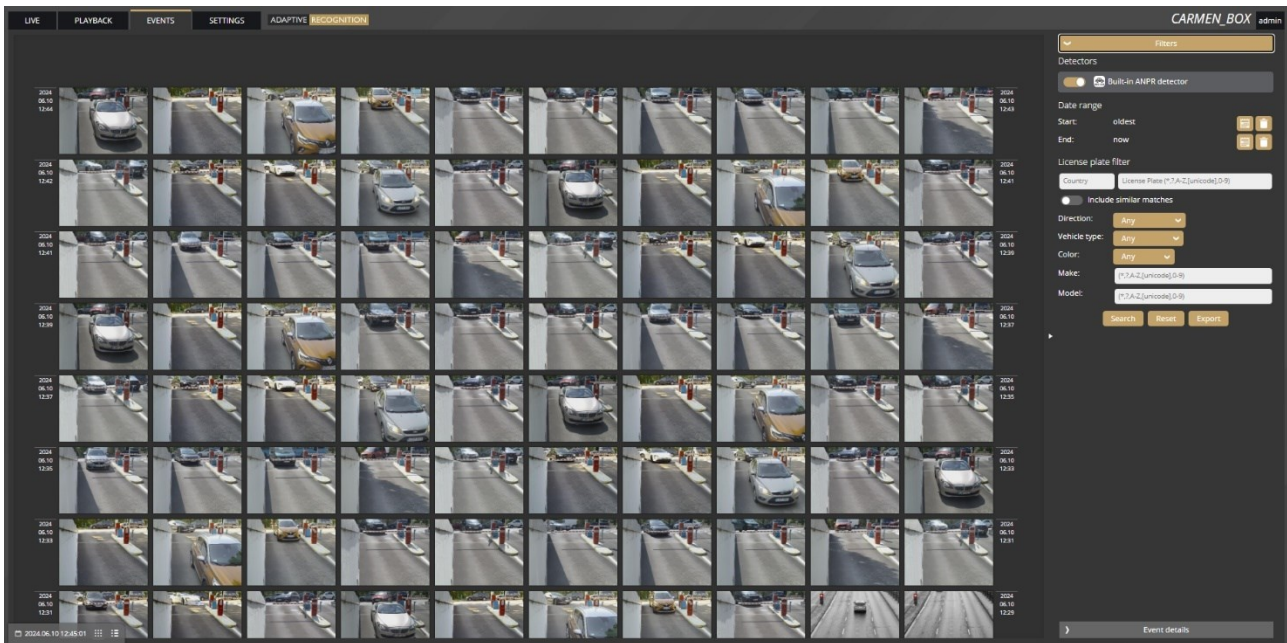 LIVE PLAYBACK EVENTS SETTINGS ADAPTIVE RECOGNITION CARMEN_BOX admin
Filters
Detectors
Built-in ANPR detector
Date range
Start: oldest
End: now
License plate filter
Country License Plate (*,?,A-Z,[unicode],0-9)
Include similar matches
Direction: Any
Vehicle type: Any
Color: Any
Make: (*,?,A-Z,[unicode],0-9)
Model: (*,?,A-Z,[unicode],0-9)
Search Reset Export
Event details
2024 06.10 12:44
2024 06.10 12:43
2024 06.10 12:42
2024 06.10 12:41
2024 06.10 12:41
2024 06.10 12:39
2024 06.10 12:39
2024 06.10 12:37
2024 06.10 12:37
2024 06.10 12:35
2024 06.10 12:35
2024 06.10 12:33
2024 06.10 12:33
2024 06.10 12:31
2024 06.10 12:31
2024 06.10 12:29
2024.06.10 12:45:01